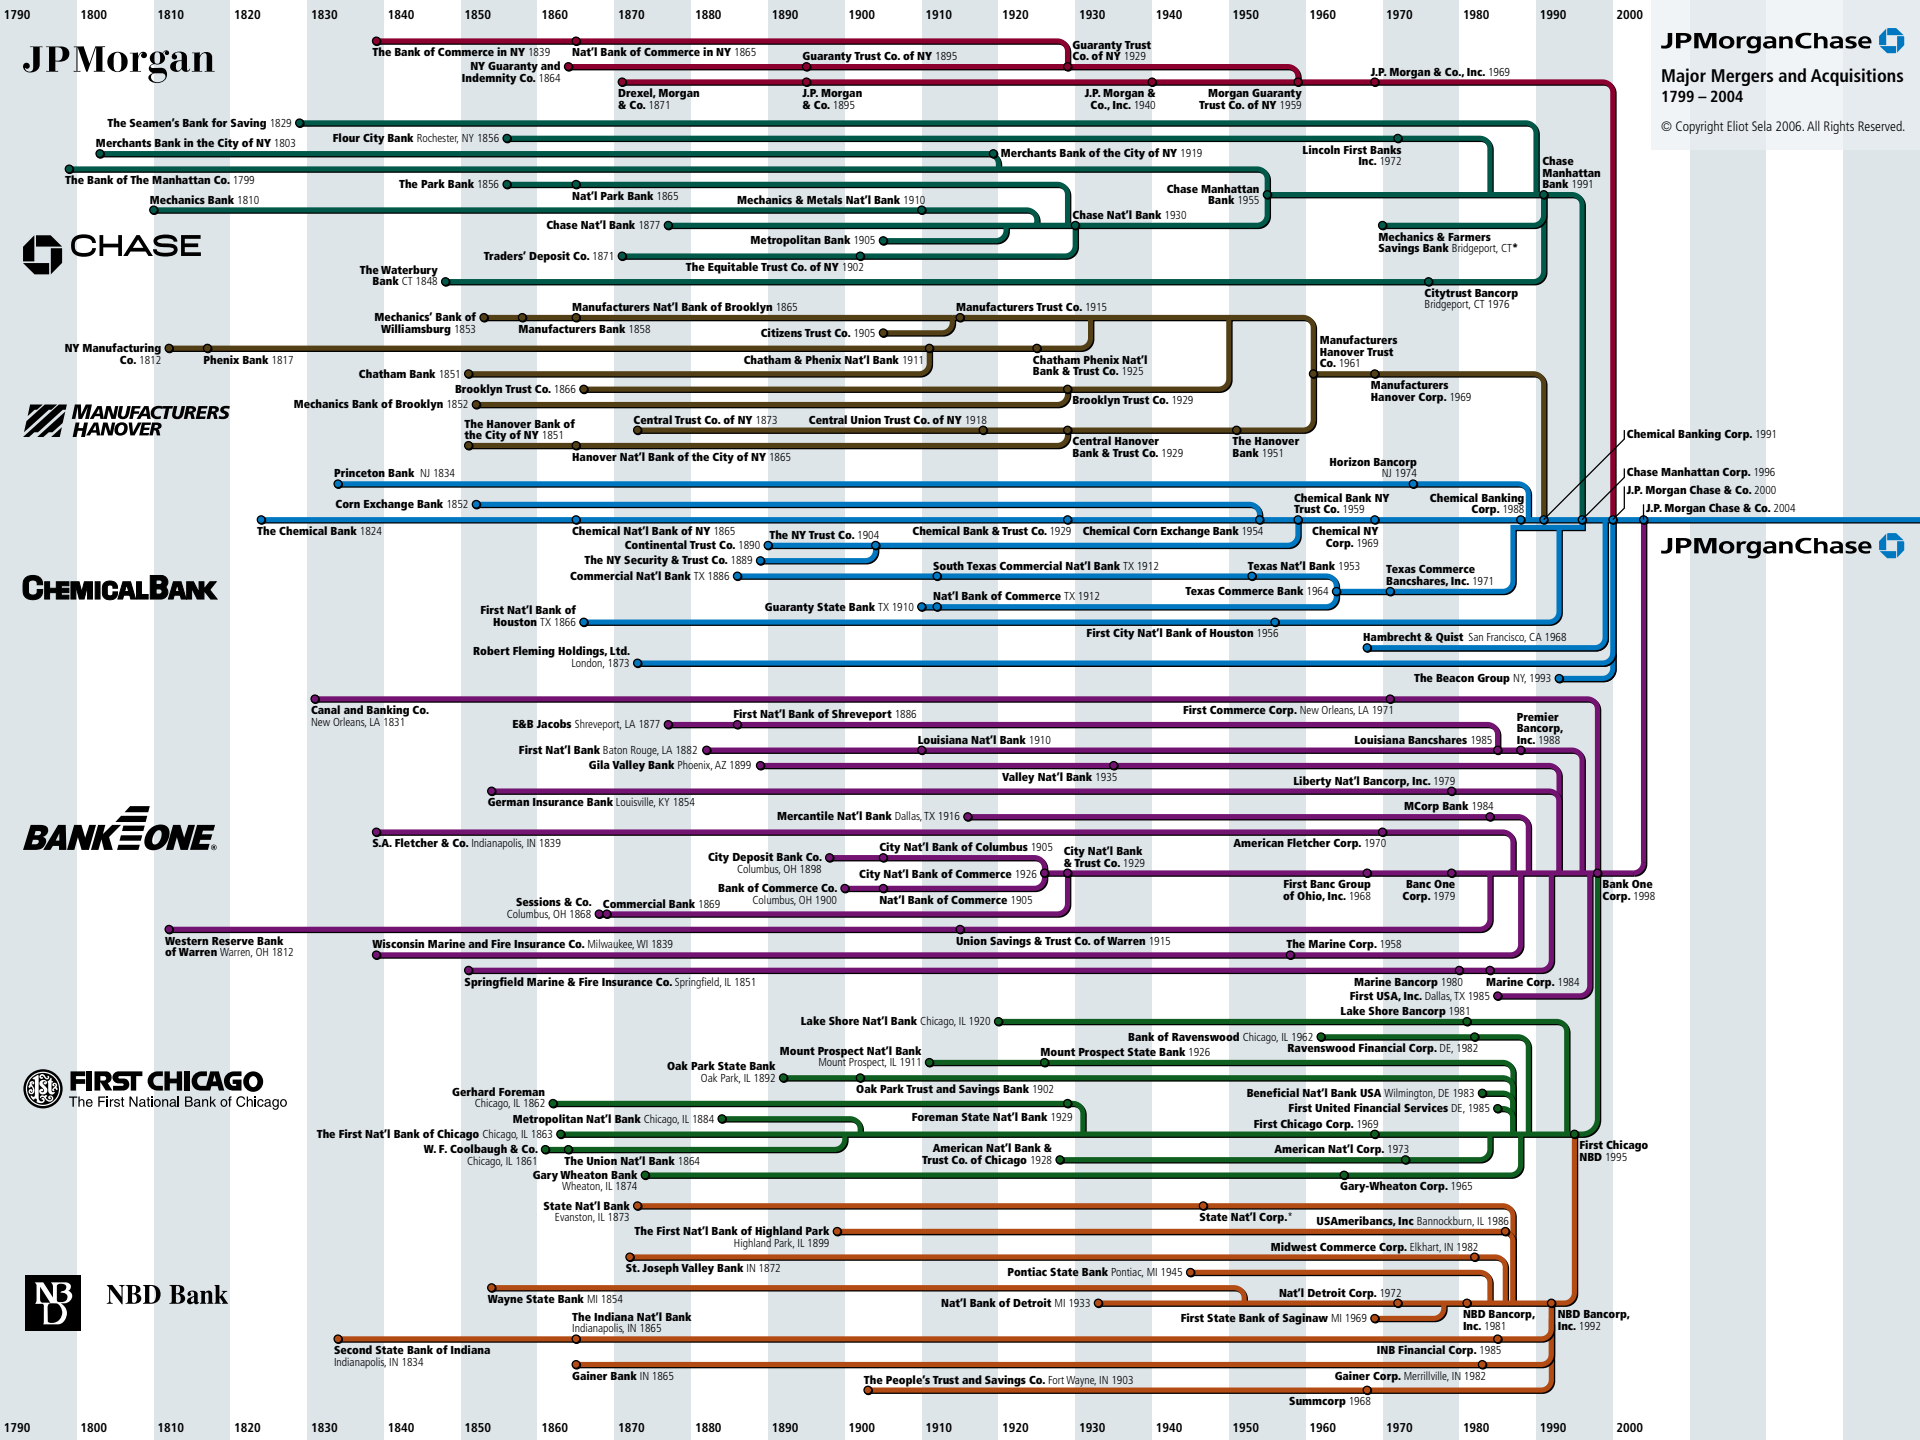 1790 1800 1810 1820 1830 1840 1850 1860 1870 1880 1890 1900 1910 1920 1930 1940 1950 1960 1970 1980 1990 2000
JPMorganChase
Major Mergers and Acquisitions
1799 – 2004
© Copyright Eliot Sela 2006. All Rights Reserved.
JPMorgan
The Bank of Commerce in NY 1839
Nat'l Bank of Commerce in NY 1865
NY Guaranty and
Indemnity Co. 1864
Guaranty Trust Co. of NY 1895
Guaranty Trust
Co. of NY 1929
Drexel, Morgan
& Co. 1871
J.P. Morgan
& Co. 1895
J.P. Morgan &
Co., Inc. 1940
Morgan Guaranty
Trust Co. of NY 1959
J.P. Morgan & Co., Inc. 1969
The Seamen's Bank for Saving 1829
Flour City Bank Rochester, NY 1856
Lincoln First Banks
Inc. 1972
Merchants Bank in the City of NY 1803
Merchants Bank of the City of NY 1919
The Bank of The Manhattan Co. 1799
The Park Bank 1856
Nat'l Park Bank 1865
Chase Manhattan
Bank 1955
Chase
Manhattan
Bank 1991
Mechanics Bank 1810
Mechanics & Metals Nat'l Bank 1910
Chase Nat'l Bank 1877
Chase Nat'l Bank 1930
Metropolitan Bank 1905
Mechanics & Farmers
Savings Bank Bridgeport, CT*
CHASE
Traders' Deposit Co. 1871
The Equitable Trust Co. of NY 1902
The Waterbury
Bank CT 1848
Citytrust Bancorp
Bridgeport, CT 1976
Mechanics' Bank of
Williamsburg 1853
Manufacturers Bank 1858
Manufacturers Nat'l Bank of Brooklyn 1865
Citizens Trust Co. 1905
Manufacturers Trust Co. 1915
NY Manufacturing
Co. 1812
Phenix Bank 1817
Chatham & Phenix Nat'l Bank 1911
Chatham Phenix Nat'l
Bank & Trust Co. 1925
Manufacturers
Hanover Trust
Co. 1961
Chatham Bank 1851
Brooklyn Trust Co. 1866
Brooklyn Trust Co. 1929
Manufacturers
Hanover Corp. 1969
Mechanics Bank of Brooklyn 1852
MANUFACTURERS
HANOVER
Central Trust Co. of NY 1873
Central Union Trust Co. of NY 1918
The Hanover Bank of
the City of NY 1851
Hanover Nat'l Bank of the City of NY 1865
Central Hanover
Bank & Trust Co. 1929
The Hanover
Bank 1951
Chemical Banking Corp. 1991
Chase Manhattan Corp. 1996
J.P. Morgan Chase & Co. 2000
J.P. Morgan Chase & Co. 2004
Princeton Bank NJ 1834
Horizon Bancorp
NJ 1974
Corn Exchange Bank 1852
The Chemical Bank 1824
Chemical Nat'l Bank of NY 1865
Chemical Bank & Trust Co. 1929
Chemical Corn Exchange Bank 1954
Chemical Bank NY
Trust Co. 1959
Chemical NY
Corp. 1969
Chemical Banking
Corp. 1988
Continental Trust Co. 1890
The NY Trust Co. 1904
The NY Security & Trust Co. 1889
JPMorganChase
CHEMICALBANK
Commercial Nat'l Bank TX 1886
South Texas Commercial Nat'l Bank TX 1912
Texas Nat'l Bank 1953
Texas Commerce Bank 1964
Texas Commerce
Bancshares, Inc. 1971
Guaranty State Bank TX 1910
Nat'l Bank of Commerce TX 1912
First Nat'l Bank of
Houston TX 1866
First City Nat'l Bank of Houston 1956
Hambrecht & Quist San Francisco, CA 1968
Robert Fleming Holdings, Ltd.
London, 1873
The Beacon Group NY, 1993
Canal and Banking Co.
New Orleans, LA 1831
First Commerce Corp. New Orleans, LA 1971
E&B Jacobs Shreveport, LA 1877
First Nat'l Bank of Shreveport 1886
First Nat'l Bank Baton Rouge, LA 1882
Louisiana Nat'l Bank 1910
Louisiana Bancshares 1985
Premier
Bancorp,
Inc. 1988
Gila Valley Bank Phoenix, AZ 1899
Valley Nat'l Bank 1935
German Insurance Bank Louisville, KY 1854
Liberty Nat'l Bancorp, Inc. 1979
Mercantile Nat'l Bank Dallas, TX 1916
MCorp Bank 1984
BANK ONE®
S.A. Fletcher & Co. Indianapolis, IN 1839
American Fletcher Corp. 1970
City Deposit Bank Co.
Columbus, OH 1898
City Nat'l Bank of Columbus 1905
City Nat'l Bank of Commerce 1926
City Nat'l Bank
& Trust Co. 1929
Bank of Commerce Co.
Columbus, OH 1900
Nat'l Bank of Commerce 1905
First Banc Group
of Ohio, Inc. 1968
Banc One
Corp. 1979
Bank One
Corp. 1998
Sessions & Co.
Columbus, OH 1868
Commercial Bank 1869
Western Reserve Bank
of Warren Warren, OH 1812
Union Savings & Trust Co. of Warren 1915
Wisconsin Marine and Fire Insurance Co. Milwaukee, WI 1839
The Marine Corp. 1958
Springfield Marine & Fire Insurance Co. Springfield, IL 1851
Marine Bancorp 1980
Marine Corp. 1984
First USA, Inc. Dallas, TX 1985
Lake Shore Nat'l Bank Chicago, IL 1920
Lake Shore Bancorp 1981
Bank of Ravenswood Chicago, IL 1962
Ravenswood Financial Corp. DE, 1982
Mount Prospect Nat'l Bank
Mount Prospect, IL 1911
Mount Prospect State Bank 1926
Oak Park State Bank
Oak Park, IL 1892
Oak Park Trust and Savings Bank 1902
FIRST CHICAGO
The First National Bank of Chicago
Beneficial Nat'l Bank USA Wilmington, DE 1983
First United Financial Services DE, 1985
Gerhard Foreman
Chicago, IL 1862
Foreman State Nat'l Bank 1929
Metropolitan Nat'l Bank Chicago, IL 1884
The First Nat'l Bank of Chicago Chicago, IL 1863
First Chicago Corp. 1969
First Chicago
NBD 1995
W. F. Coolbaugh & Co.
Chicago, IL 1861
The Union Nat'l Bank 1864
American Nat'l Bank &
Trust Co. of Chicago 1928
American Nat'l Corp. 1973
Gary Wheaton Bank
Wheaton, IL 1874
Gary-Wheaton Corp. 1965
State Nat'l Bank
Evanston, IL 1873
State Nat'l Corp.*
USAmeribancs, Inc Bannockburn, IL 1986
The First Nat'l Bank of Highland Park
Highland Park, IL 1899
St. Joseph Valley Bank IN 1872
Midwest Commerce Corp. Elkhart, IN 1982
Pontiac State Bank Pontiac, MI 1945
NBD
NBD Bank
Wayne State Bank MI 1854
Nat'l Bank of Detroit MI 1933
Nat'l Detroit Corp. 1972
First State Bank of Saginaw MI 1969
NBD Bancorp,
Inc. 1981
NBD Bancorp,
Inc. 1992
The Indiana Nat'l Bank
Indianapolis, IN 1865
Second State Bank of Indiana
Indianapolis, IN 1834
INB Financial Corp. 1985
Gainer Bank IN 1865
Gainer Corp. Merrillville, IN 1982
The People's Trust and Savings Co. Fort Wayne, IN 1903
Summcorp 1968
1790 1800 1810 1820 1830 1840 1850 1860 1870 1880 1890 1900 1910 1920 1930 1940 1950 1960 1970 1980 1990 2000